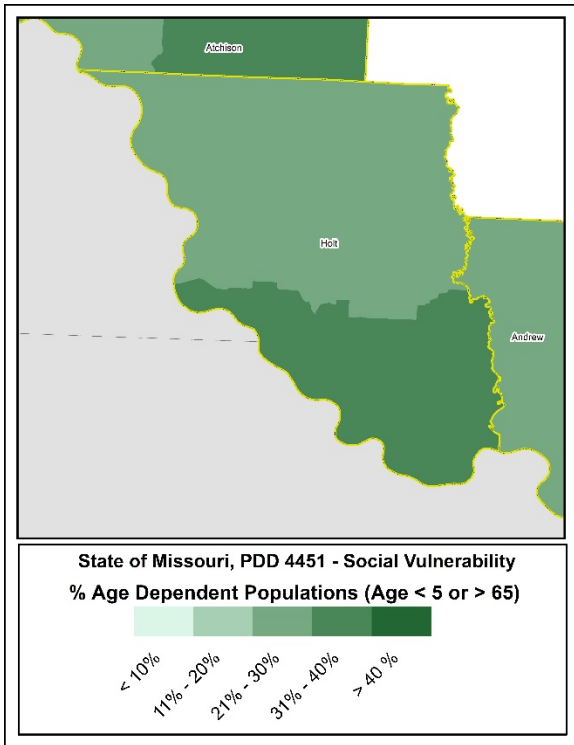 Atchison
Holt
Andrew
State of Missouri, PDD 4451 - Social Vulnerability
% Age Dependent Populations (Age < 5 or > 65)
< 10%
11% - 20%
21% - 30%
31% - 40%
> 40 %